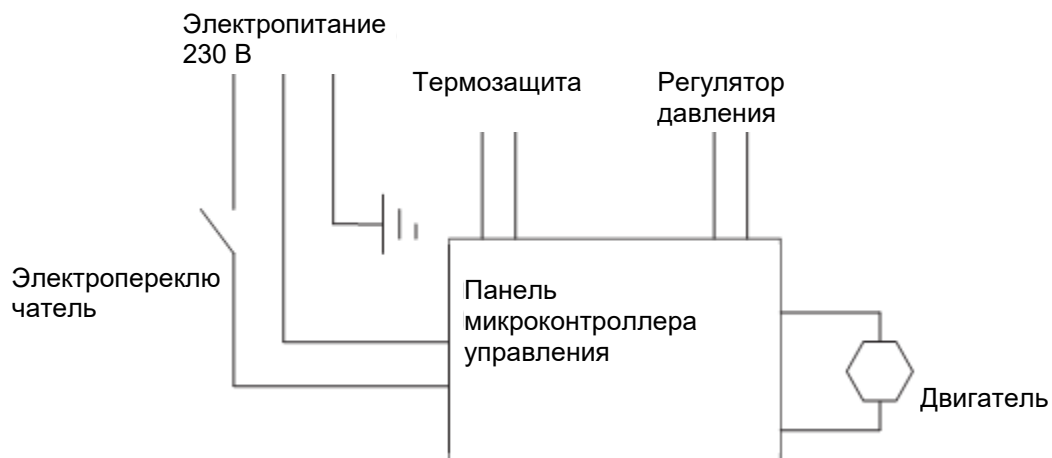 Электропитание
230 В
Термозащита
Регулятор
давления
Электропереклю
чатель
Панель
микроконтроллера
управления
Двигатель